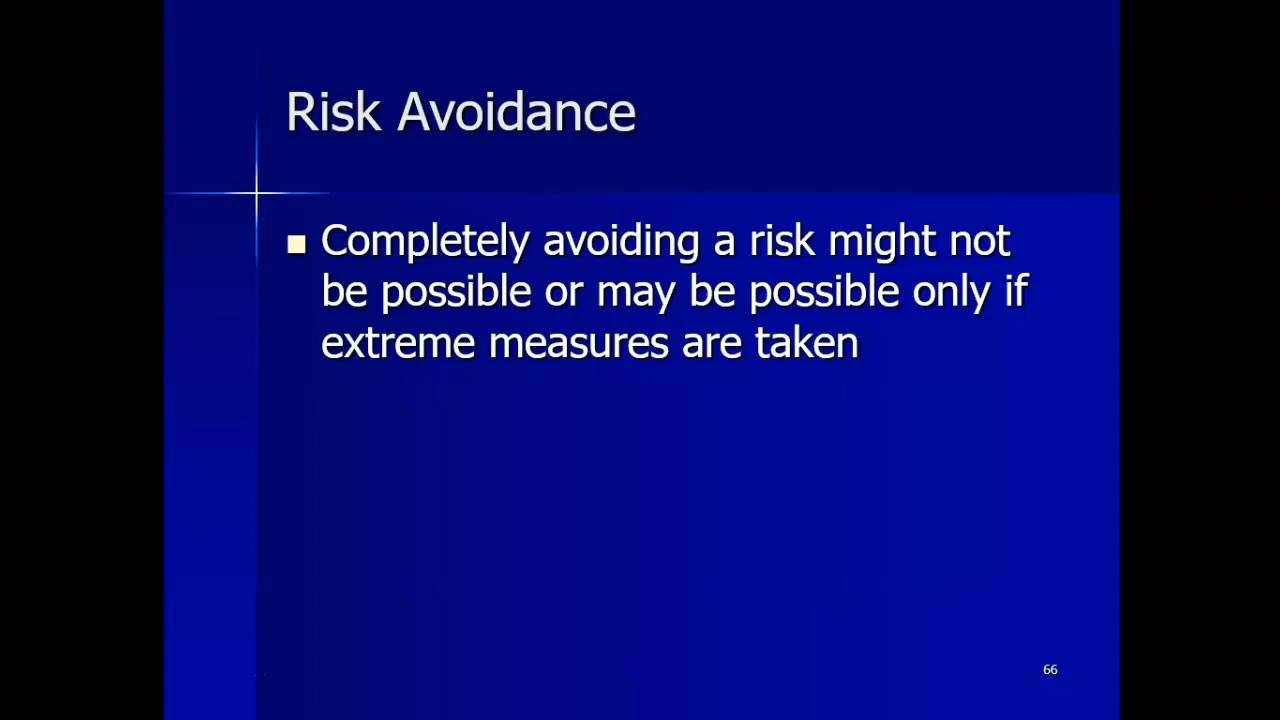 Risk Avoidance
Completely avoiding a risk might not
be possible or may be possible only if
extreme measures are taken
66